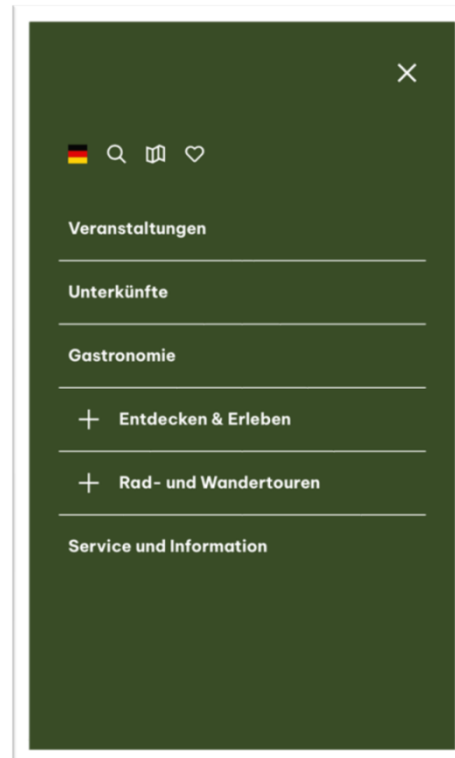 Veranstaltungen
Unterkünfte
Gastronomie
Entdecken & Erleben
Rad- und Wandertouren
Service und Information